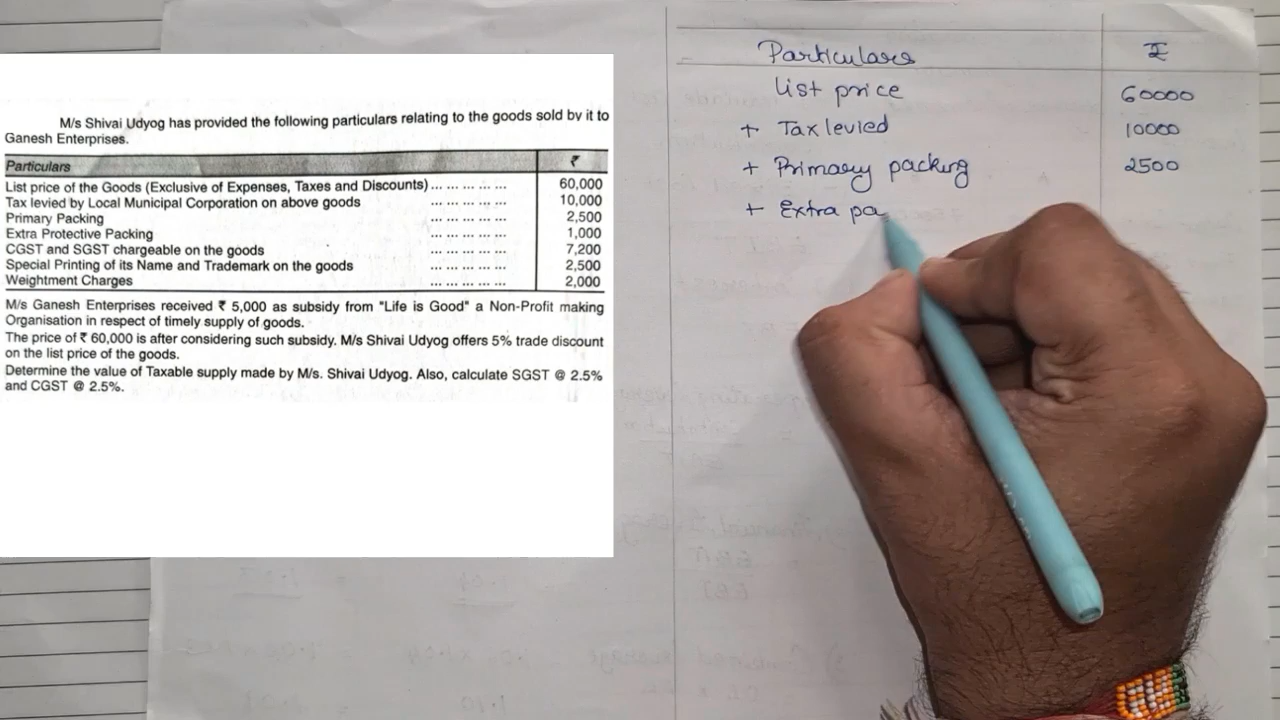 M/s Shivai Udyog has provided the following particulars relating to the goods sold by it to
Ganesh Enterprises.
Particulars ₹
List price of the Goods (Exclusive of Expenses, Taxes and Discounts) ... ... ... ... ... 60,000
Tax levied by Local Municipal Corporation on above goods ... ... ... ... ... 10,000
Primary Packing ... ... ... ... ... 2,500
Extra Protective Packing ... ... ... ... ... 1,000
CGST and SGST chargeable on the goods ... ... ... ... ... 7,200
Special Printing of its Name and Trademark on the goods ... ... ... ... ... 2,500
Weightment Charges ... ... ... ... ... 2,000
M/s Ganesh Enterprises received ₹ 5,000 as subsidy from "Life is Good" a Non-Profit making
Organisation in respect of timely supply of goods.
The price of ₹ 60,000 is after considering such subsidy. M/s Shivai Udyog offers 5% trade discount
on the list price of the goods.
Determine the value of Taxable supply made by M/s. Shivai Udyog. Also, calculate SGST @ 2.5%
and CGST @ 2.5%.
Particulars ₹
List price 60000
+ Tax levied 10000
+ Primary packing 2500
+ Extra pa